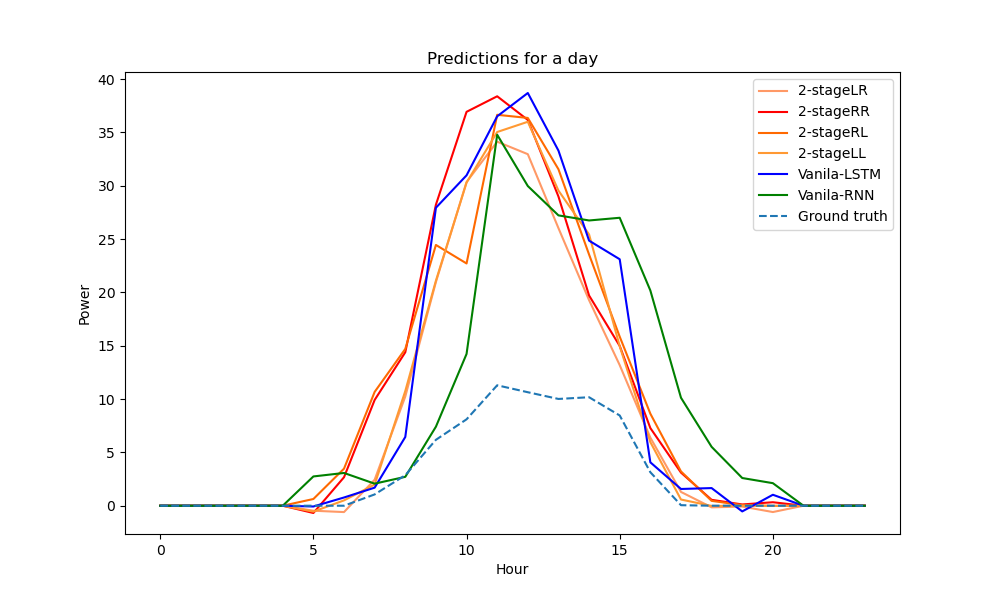 Predictions for a day
40
35
30
25
20
15
10
5
0
Power
0 5 10 15 20
Hour
2-stageLR
2-stageRR
2-stageRL
2-stageLL
Vanila-LSTM
Vanila-RNN
Ground truth